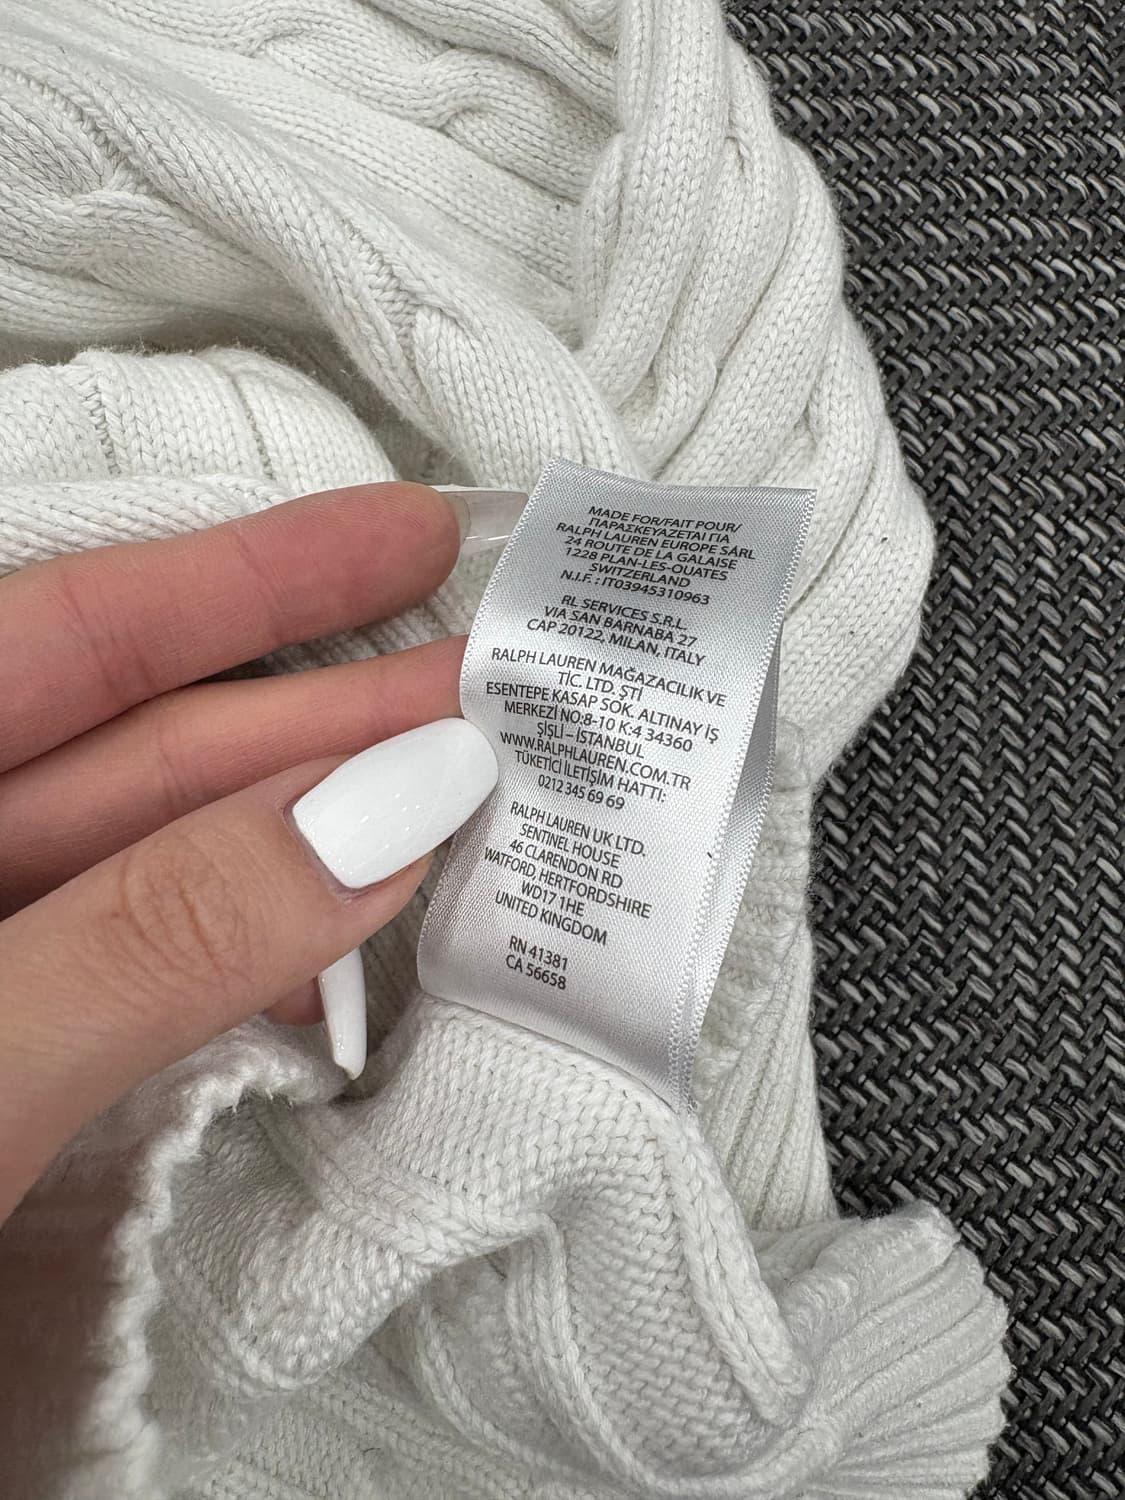 MADE FOR/FAIT POUR/
ΠΑΡΑΣΚΕΥΑΖΕΤΑΙ ΓΙΑ
RALPH LAUREN EUROPE SÀRL
24 ROUTE DE LA GALAISE
1228 PLAN-LES-OUATES
SWITZERLAND
N.I.F. : IT03945310963
RL SERVICES S.R.L.
VIA SAN BARNABA 27
CAP 20122, MILAN, ITALY
RALPH LAUREN MAĞAZACILIK VE
TİC. LTD. ŞTİ
ESENTEPE KASAP SOK. ALTINAY İŞ
MERKEZİ NO:8-10 K:4 34360
ŞİŞLİ – İSTANBUL
WWW.RALPHLAUREN.COM.TR
TÜKETİCİ İLETİŞİM HATTI:
0212 345 69 69
RALPH LAUREN UK LTD.
SENTINEL HOUSE
46 CLARENDON RD
WATFORD, HERTFORDSHIRE
WD17 1HE
UNITED KINGDOM
RN 41381
CA 56658